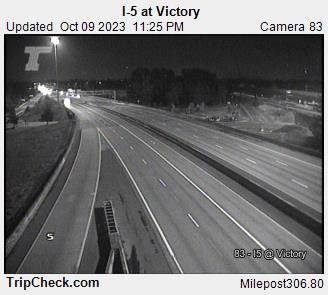 I-5 at Victory
Updated Oct 09 2023 11:25 PM Camera 83
T
S
83 - I5 @ Victory
TripCheck.com Milepost306.80